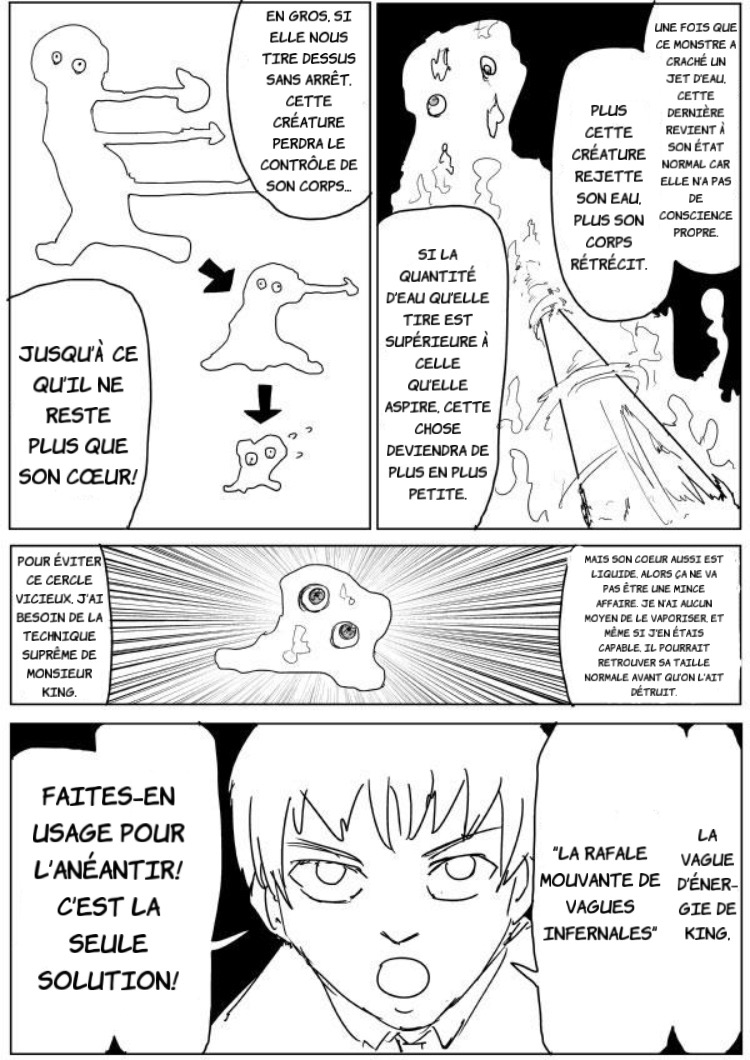 UNE FOIS QUE
CE MONSTRE A
CRACHÉ UN
JET D'EAU,
CETTE
DERNIÈRE
REVIENT À
SON ÉTAT
NORMAL CAR
ELLE N'A PAS
DE
CONSCIENCE
PROPRE.
PLUS
CETTE
CRÉATURE
REJETTE
SON EAU,
PLUS SON
CORPS
RÉTRÉCIT.
SI LA
QUANTITÉ
D'EAU QU'ELLE
TIRE EST
SUPÉRIEURE À
CELLE
QU'ELLE
ASPIRE, CETTE
CHOSE
DEVIENDRA DE
PLUS EN PLUS
PETITE.
EN GROS, SI
ELLE NOUS
TIRE DESSUS
SANS ARRÊT,
CETTE
CRÉATURE
PERDRA LE
CONTRÔLE DE
SON CORPS...
JUSQU'À CE
QU'IL NE
RESTE
PLUS QUE
SON CŒUR!
MAIS SON COEUR AUSSI EST
LIQUIDE, ALORS ÇA NE VA
PAS ÊTRE UNE MINCE
AFFAIRE. JE N'AI AUCUN
MOYEN DE LE VAPORISER, ET
MÊME SI J'EN ÉTAIS
CAPABLE, IL POURRAIT
RETROUVER SA TAILLE
NORMALE AVANT QU'ON L'AIT
DÉTRUIT.
POUR ÉVITER
CE CERCLE
VICIEUX, J'AI
BESOIN DE LA
TECHNIQUE
SUPRÊME DE
MONSIEUR
KING.
LA
VAGUE
D'ÉNER-
GIE DE
KING,
"LA RAFALE
MOUVANTE DE
VAGUES
INFERNALES"
FAITES-EN
USAGE POUR
L'ANÉANTIR!
C'EST LA
SEULE
SOLUTION!